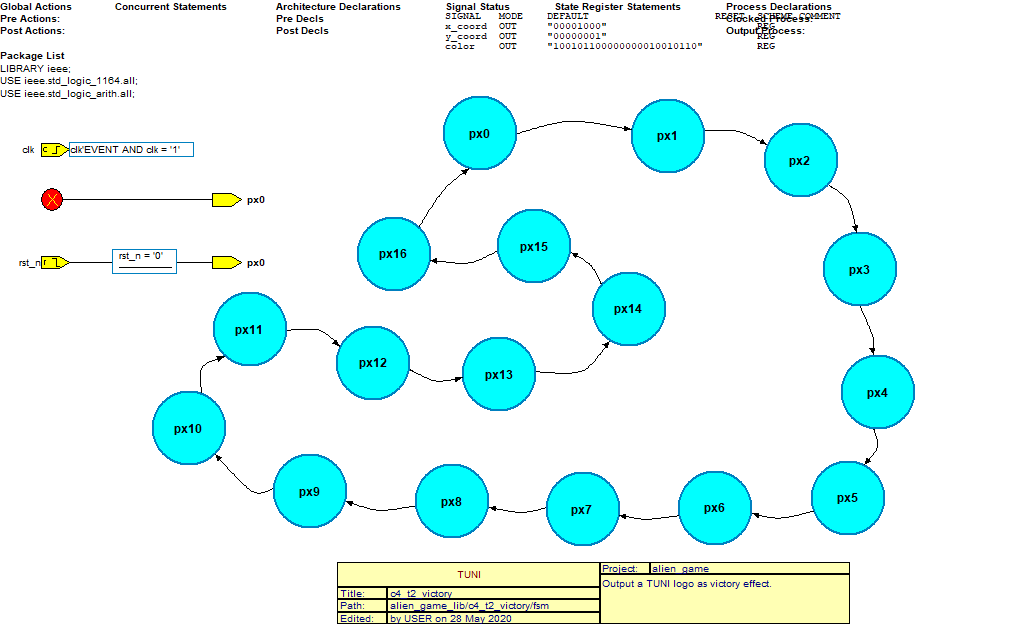 Global Actions
Pre Actions:
Post Actions:
Concurrent Statements
Architecture Declarations
Pre Decls
Post Decls
Signal Status
SIGNAL MODE DEFAULT RESET SCHEME COMMENT
x_coord OUT "00001000" REG
y_coord OUT "00000001" REG
color OUT "100101100000000010010110" REG
State Register Statements
Process Declarations
Clocked Process:
Output Process:
Package List
LIBRARY ieee;
USE ieee.std_logic_1164.all;
USE ieee.std_logic_arith.all;
clk c clk'EVENT AND clk = '1'
X px0
rst_n r rst_n = '0' px0
px0
px1
px2
px3
px4
px5
px6
px7
px8
px9
px10
px11
px12
px13
px14
px15
px16
TUNI
Title: c4_t2_victory
Path: alien_game_lib/c4_t2_victory/fsm
Edited: by USER on 28 May 2020
Project: alien_game
Output a TUNI logo as victory effect.